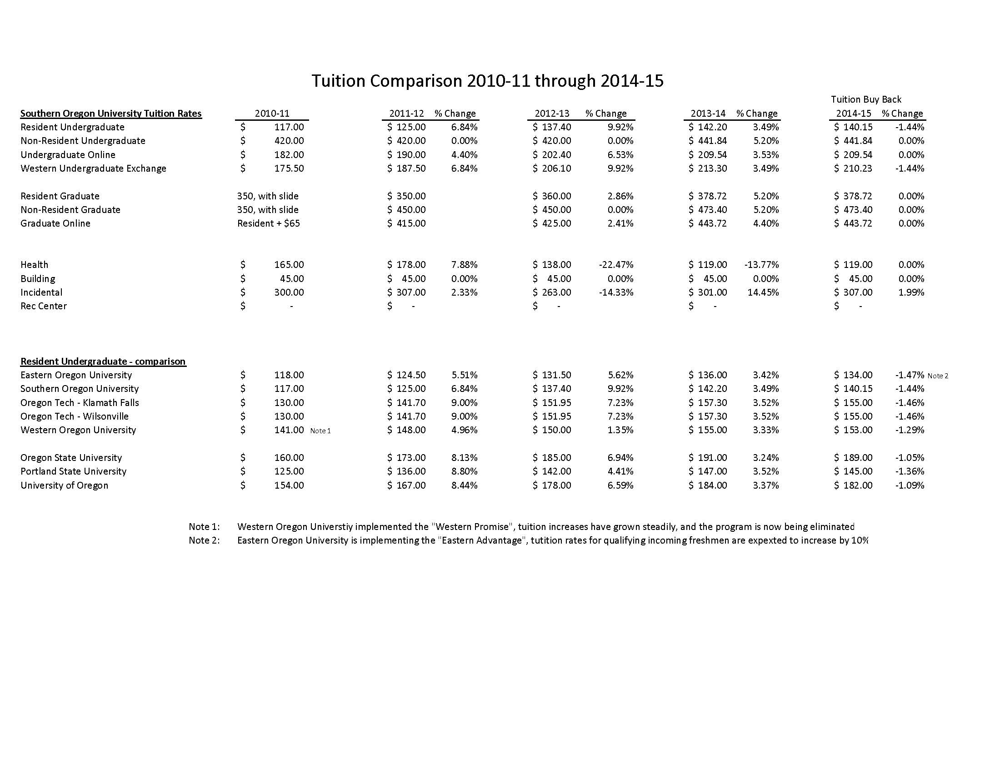 Tuition Comparison 2010-11 through 2014-15
Tuition Buy Back
Southern Oregon University Tuition Rates 2010-11 2011-12 % Change 2012-13 % Change 2013-14 % Change 2014-15 % Change
Resident Undergraduate $ 117.00 $ 125.00 6.84% $ 137.40 9.92% $ 142.20 3.49% $ 140.15 -1.44%
Non-Resident Undergraduate $ 420.00 $ 420.00 0.00% $ 420.00 0.00% $ 441.84 5.20% $ 441.84 0.00%
Undergraduate Online $ 182.00 $ 190.00 4.40% $ 202.40 6.53% $ 209.54 3.53% $ 209.54 0.00%
Western Undergraduate Exchange $ 175.50 $ 187.50 6.84% $ 206.10 9.92% $ 213.30 3.49% $ 210.23 -1.44%
Resident Graduate 350, with slide $ 350.00 $ 360.00 2.86% $ 378.72 5.20% $ 378.72 0.00%
Non-Resident Graduate 350, with slide $ 450.00 $ 450.00 0.00% $ 473.40 5.20% $ 473.40 0.00%
Graduate Online Resident + $65 $ 415.00 $ 425.00 2.41% $ 443.72 4.40% $ 443.72 0.00%
Health $ 165.00 $ 178.00 7.88% $ 138.00 -22.47% $ 119.00 -13.77% $ 119.00 0.00%
Building $ 45.00 $ 45.00 0.00% $ 45.00 0.00% $ 45.00 0.00% $ 45.00 0.00%
Incidental $ 300.00 $ 307.00 2.33% $ 263.00 -14.33% $ 301.00 14.45% $ 307.00 1.99%
Rec Center $ - $ - $ - $ - $ -
Resident Undergraduate - comparison
Eastern Oregon University $ 118.00 $ 124.50 5.51% $ 131.50 5.62% $ 136.00 3.42% $ 134.00 -1.47% Note 2
Southern Oregon University $ 117.00 $ 125.00 6.84% $ 137.40 9.92% $ 142.20 3.49% $ 140.15 -1.44%
Oregon Tech - Klamath Falls $ 130.00 $ 141.70 9.00% $ 151.95 7.23% $ 157.30 3.52% $ 155.00 -1.46%
Oregon Tech - Wilsonville $ 130.00 $ 141.70 9.00% $ 151.95 7.23% $ 157.30 3.52% $ 155.00 -1.46%
Western Oregon University $ 141.00 Note 1 $ 148.00 4.96% $ 150.00 1.35% $ 155.00 3.33% $ 153.00 -1.29%
Oregon State University $ 160.00 $ 173.00 8.13% $ 185.00 6.94% $ 191.00 3.24% $ 189.00 -1.05%
Portland State University $ 125.00 $ 136.00 8.80% $ 142.00 4.41% $ 147.00 3.52% $ 145.00 -1.36%
University of Oregon $ 154.00 $ 167.00 8.44% $ 178.00 6.59% $ 184.00 3.37% $ 182.00 -1.09%
Note 1: Western Oregon Universtiy implemented the "Western Promise", tuition increases have grown steadily, and the program is now being eliminated
Note 2: Eastern Oregon University is implementing the "Eastern Advantage", tutition rates for qualifying incoming freshmen are expexted to increase by 10%